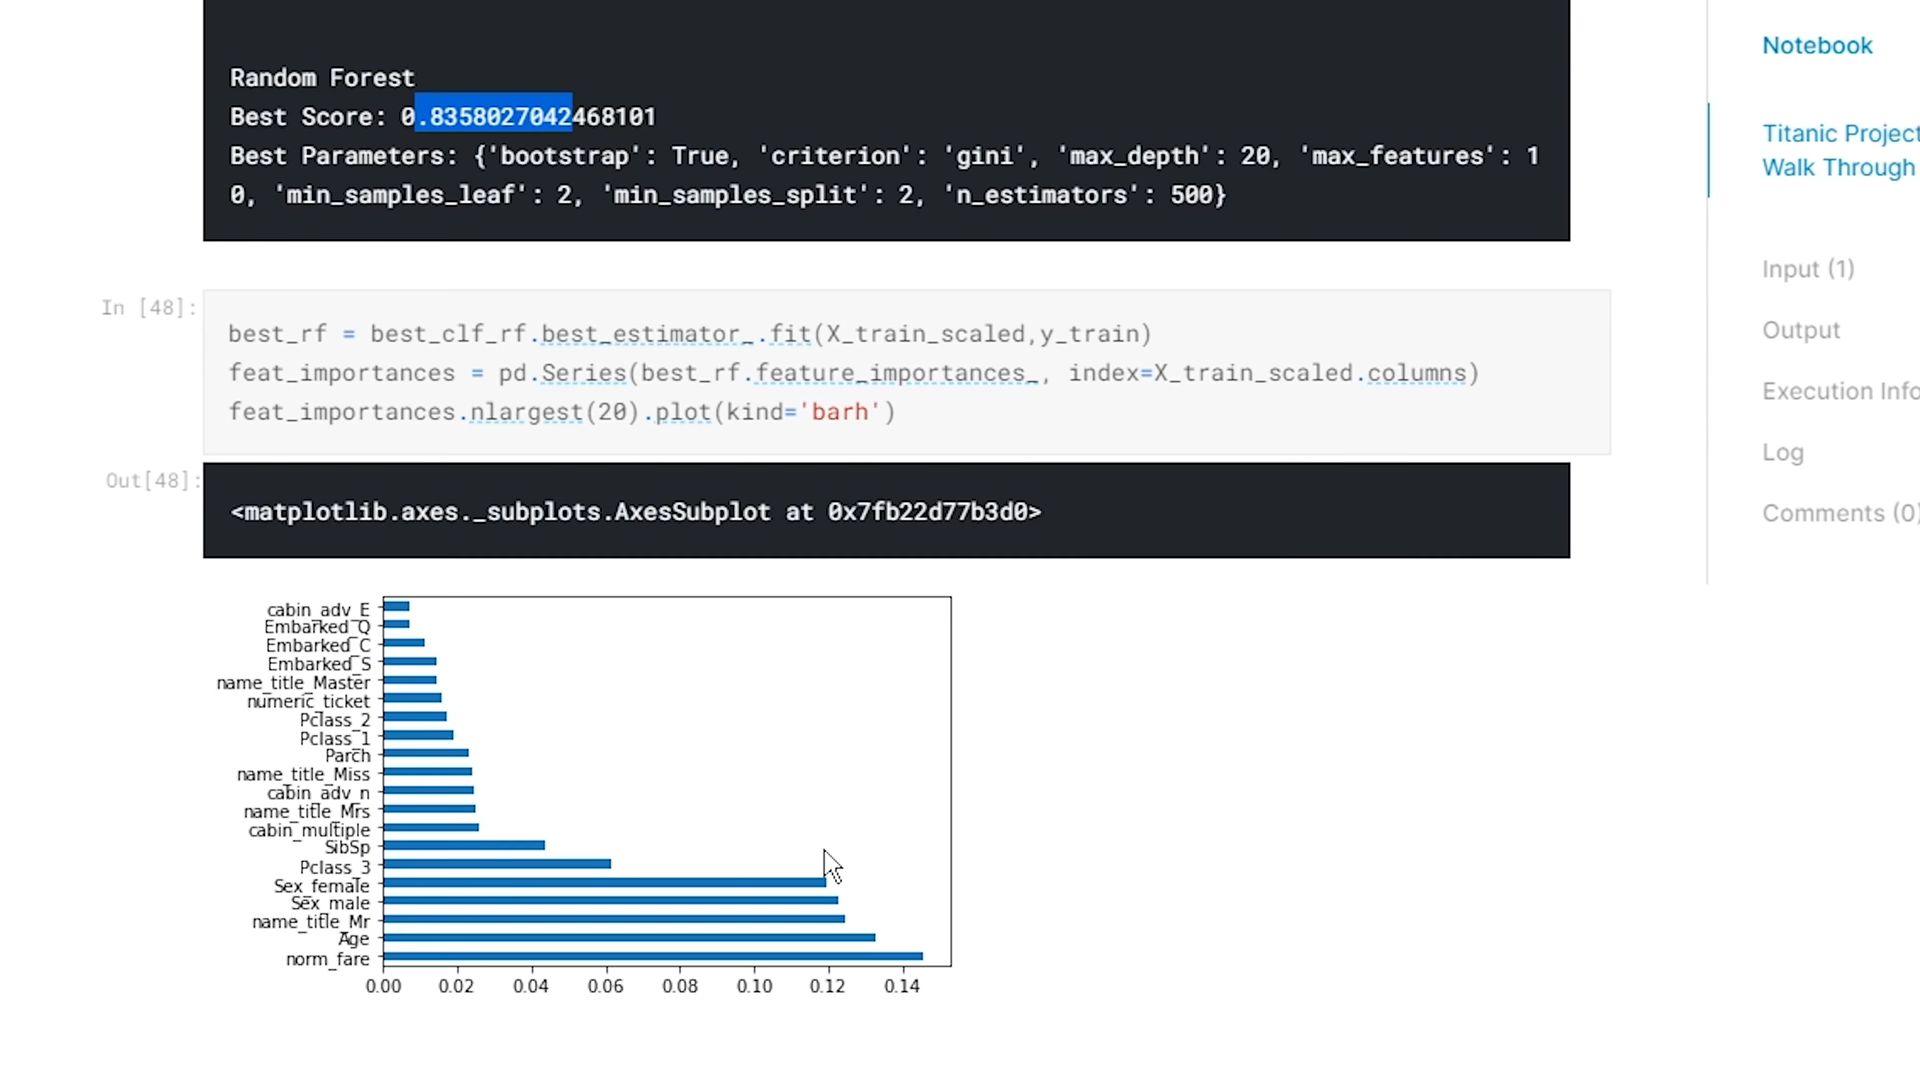 Random Forest
Best Score: 0.8358027042468101
Best Parameters: {'bootstrap': True, 'criterion': 'gini', 'max_depth': 20, 'max_features': 1
0, 'min_samples_leaf': 2, 'min_samples_split': 2, 'n_estimators': 500}
In [48]:
best_rf = best_clf_rf.best_estimator_.fit(X_train_scaled,y_train)
feat_importances = pd.Series(best_rf.feature_importances_, index=X_train_scaled.columns)
feat_importances.nlargest(20).plot(kind='barh')
Out[48]:
<matplotlib.axes._subplots.AxesSubplot at 0x7fb22d77b3d0>
cabin_adv_E
Embarked_Q
Embarked_C
Embarked_S
name_title_Master
numeric_ticket
Pclass_2
Pclass_1
Parch
name_title_Miss
cabin_adv_n
name_title_Mrs
cabin_multiple
SibSp
Pclass_3
Sex_female
Sex_male
name_title_Mr
Age
norm_fare
0.00 0.02 0.04 0.06 0.08 0.10 0.12 0.14
Notebook
Titanic Project
Walk Through
Input (1)
Output
Execution Info
Log
Comments (0)